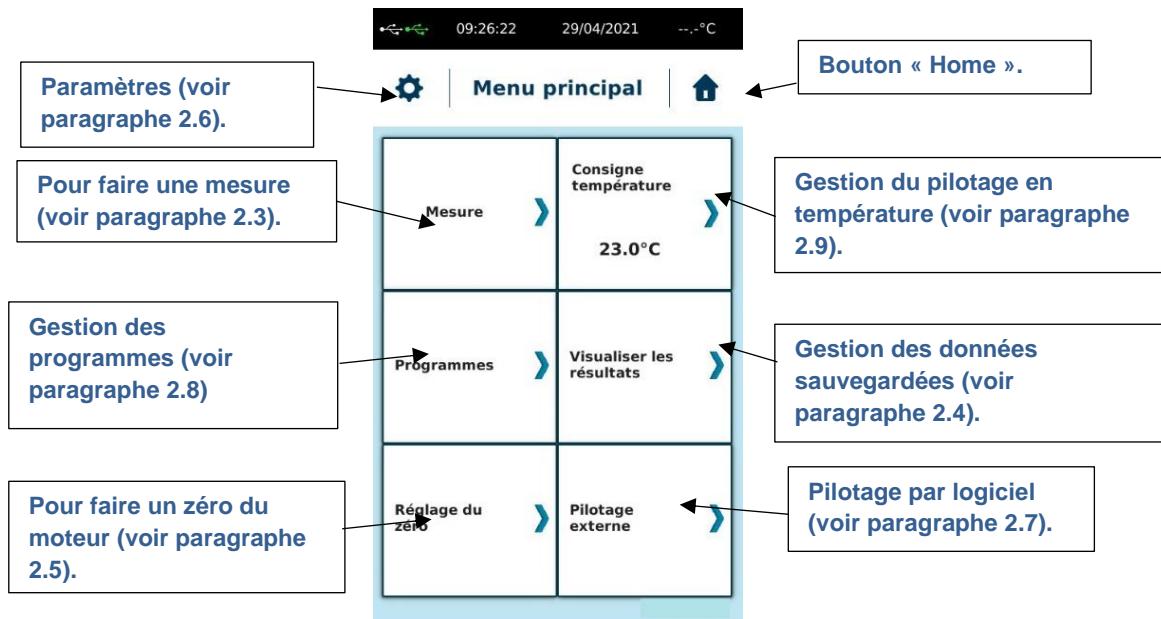 09:26:22 29/04/2021 --.-°C
Paramètres (voir
paragraphe 2.6).
Menu principal
Bouton « Home ».
Pour faire une mesure
(voir paragraphe 2.3).
Mesure
Consigne
température
23.0°C
Gestion du pilotage en
température (voir paragraphe
2.9).
Gestion des
programmes (voir
paragraphe 2.8)
Programmes
Visualiser les
résultats
Gestion des données
sauvegardées (voir
paragraphe 2.4).
Pour faire un zéro du
moteur (voir paragraphe
2.5).
Réglage du
zéro
Pilotage
externe
Pilotage par logiciel
(voir paragraphe 2.7).